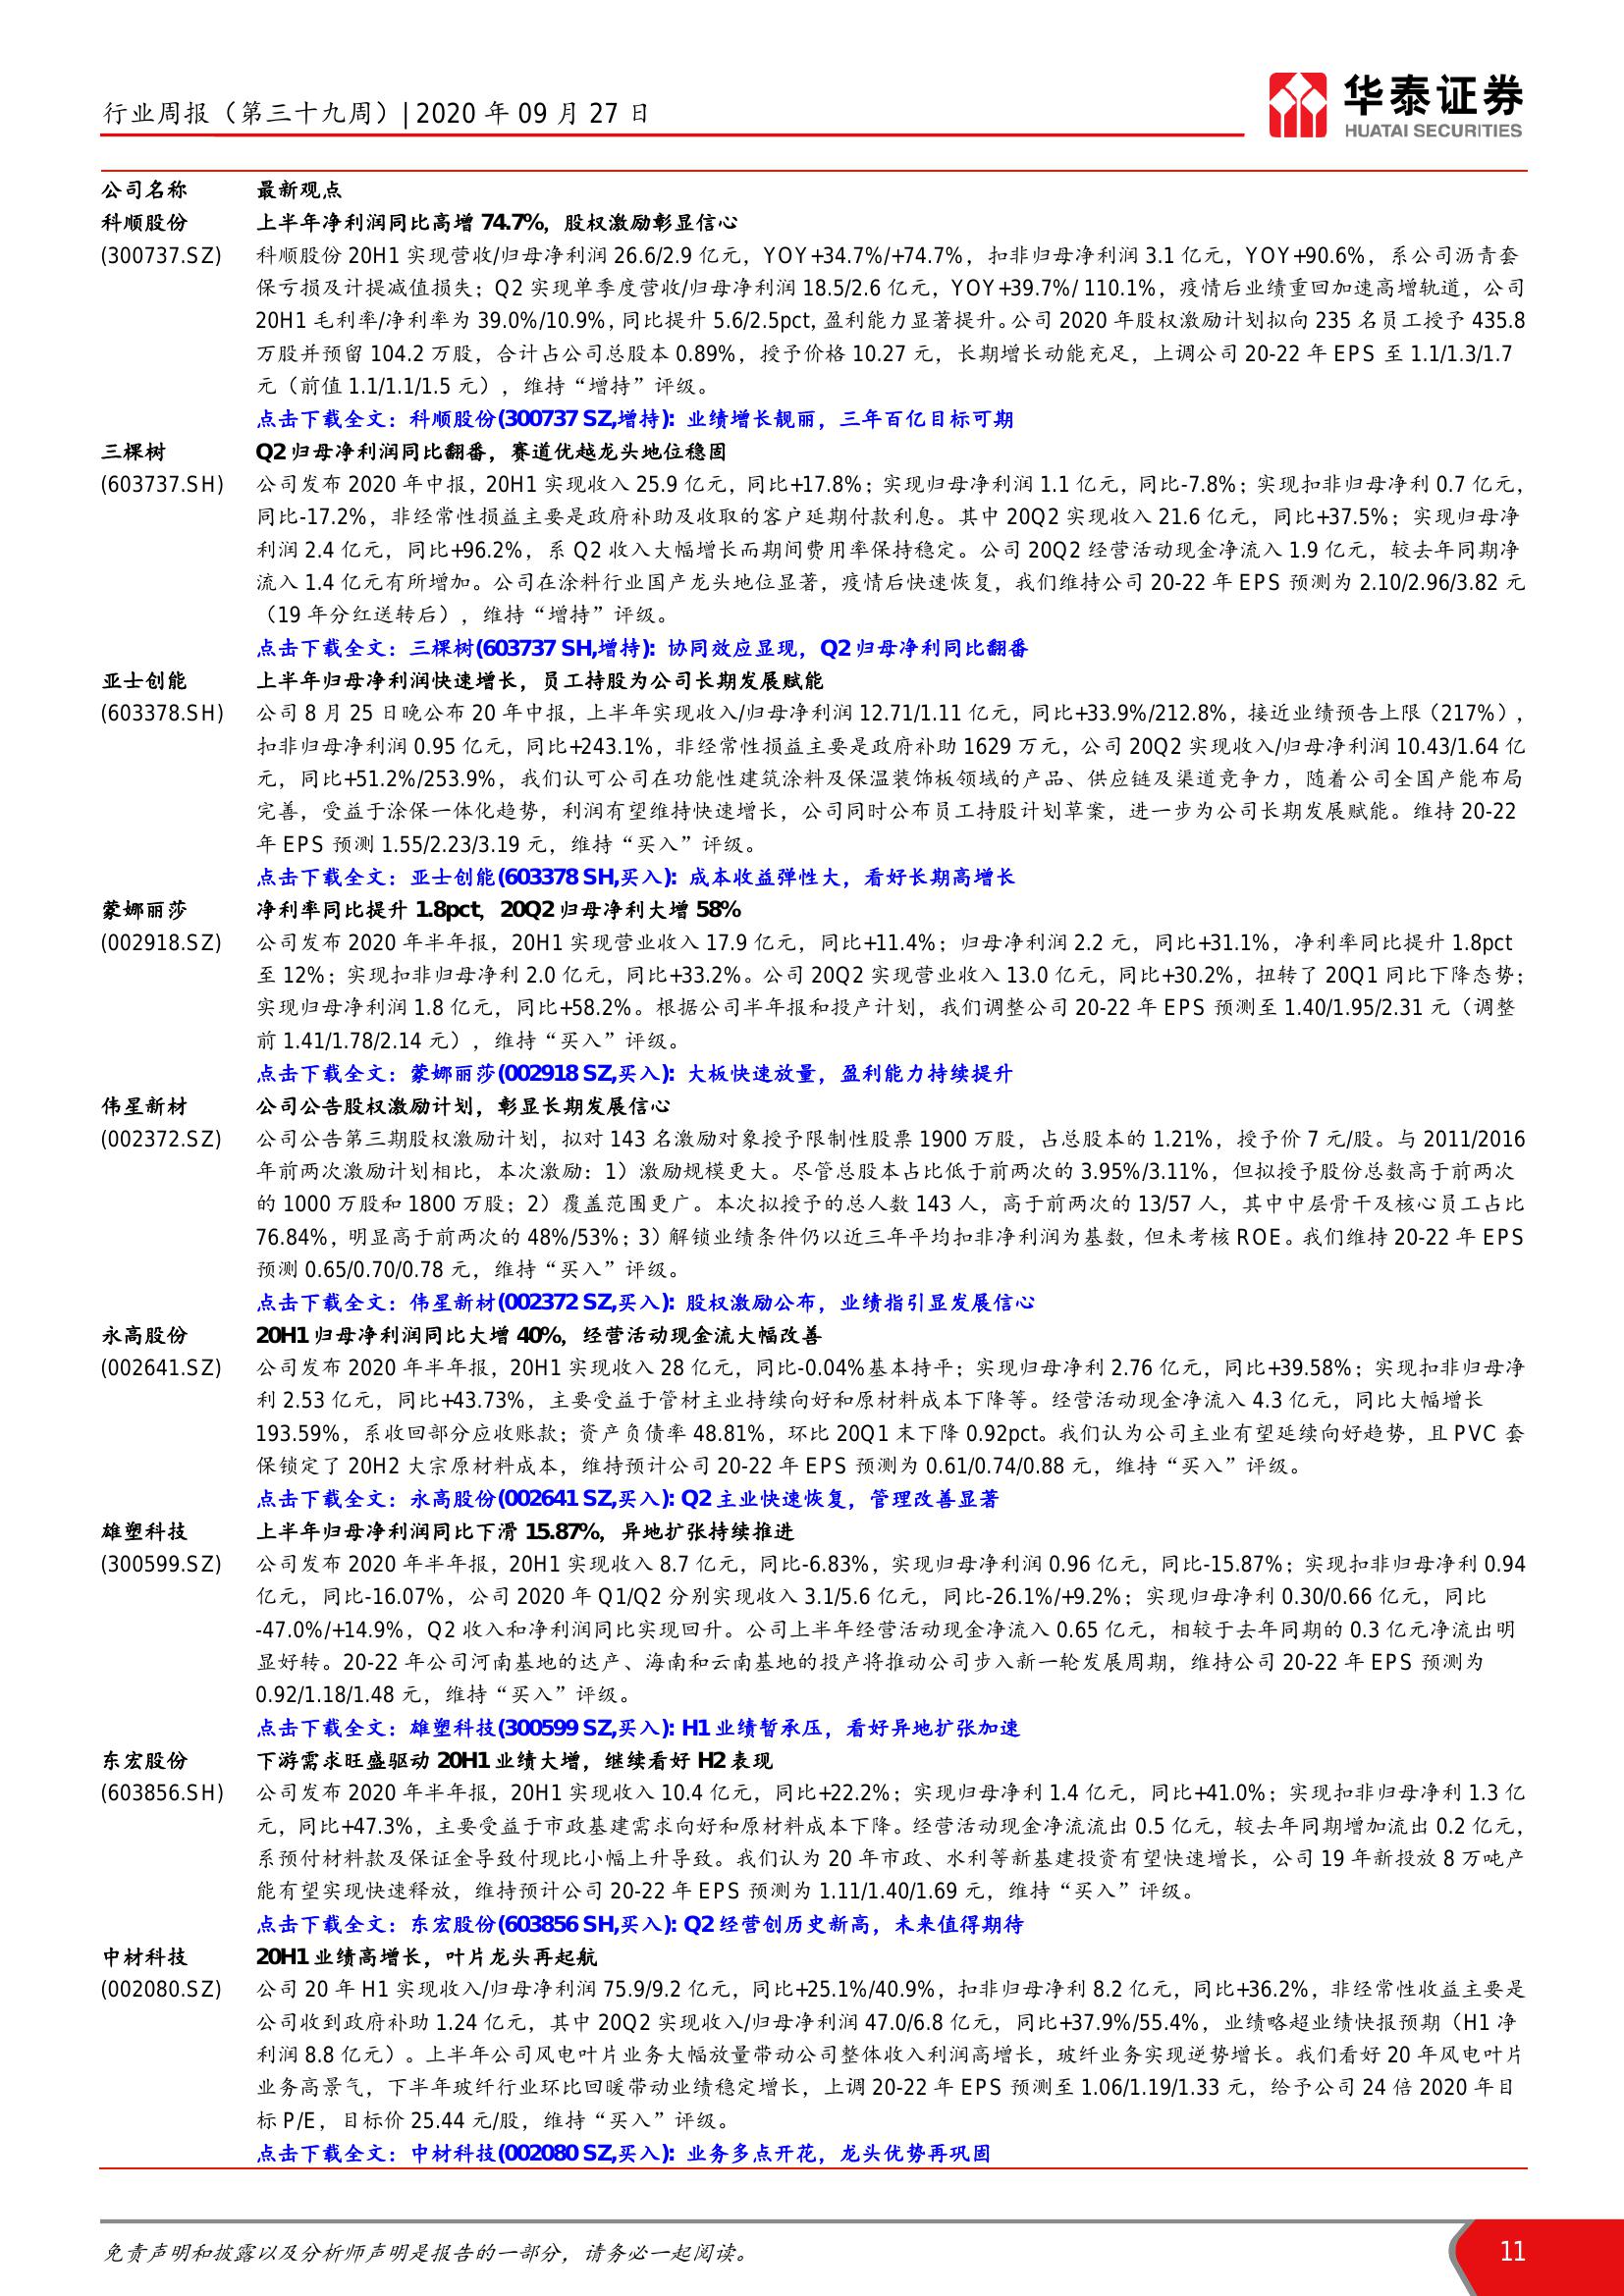 行业周报（第三十九周）| 2020 年 09 月 27 日
华泰证券
HUATAI SECURITIES
公司名称 最新观点
科顺股份 上半年净利润同比高增 74.7%，股权激励彰显信心
(300737.SZ) 科顺股份 20H1 实现营收/归母净利润 26.6/2.9 亿元，YOY+34.7%/+74.7%，扣非归母净利润 3.1 亿元，YOY+90.6%，系公司沥青套
保亏损及计提减值损失；Q2 实现单季度营收/归母净利润 18.5/2.6 亿元，YOY+39.7%/ 110.1%，疫情后业绩重回加速高增轨道，公司
20H1 毛利率/净利率为 39.0%/10.9%，同比提升 5.6/2.5pct，盈利能力显著提升。公司 2020 年股权激励计划拟向 235 名员工授予 435.8
万股并预留 104.2 万股，合计占公司总股本 0.89%，授予价格 10.27 元，长期增长动能充足，上调公司 20-22 年 EPS 至 1.1/1.3/1.7
元（前值 1.1/1.1/1.5 元），维持“增持”评级。
点击下载全文：科顺股份(300737 SZ,增持)：业绩增长靓丽，三年百亿目标可期
三棵树 Q2 归母净利润同比翻番，赛道优越龙头地位稳固
(603737.SH) 公司发布 2020 年中报，20H1 实现收入 25.9 亿元，同比+17.8%；实现归母净利润 1.1 亿元，同比-7.8%；实现扣非归母净利 0.7 亿元，
同比-17.2%，非经常性损益主要是政府补助及收取的客户延期付款利息。其中 20Q2 实现收入 21.6 亿元，同比+37.5%；实现归母净
利润 2.4 亿元，同比+96.2%，系 Q2 收入大幅增长而期间费用率保持稳定。公司 20Q2 经营活动现金净流入 1.9 亿元，较去年同期净
流入 1.4 亿元有所增加。公司在涂料行业国产龙头地位显著，疫情后快速恢复，我们维持公司 20-22 年 EPS 预测为 2.10/2.96/3.82 元
（19 年分红送转后），维持“增持”评级。
点击下载全文：三棵树(603737 SH,增持)：协同效应显现，Q2 归母净利同比翻番
亚士创能 上半年归母净利润快速增长，员工持股为公司长期发展赋能
(603378.SH) 公司 8 月 25 日晚公布 20 年中报，上半年实现收入/归母净利润 12.71/1.11 亿元，同比+33.9%/212.8%，接近业绩预告上限（217%），
扣非归母净利润 0.95 亿元，同比+243.1%，非经常性损益主要是政府补助 1629 万元，公司 20Q2 实现收入/归母净利润 10.43/1.64 亿
元，同比+51.2%/253.9%，我们认可公司在功能性建筑涂料及保温装饰板领域的产品、供应链及渠道竞争力，随着公司全国产能布局
完善，受益于涂保一体化趋势，利润有望维持快速增长，公司同时公布员工持股计划草案，进一步为公司长期发展赋能。维持 20-22
年 EPS 预测 1.55/2.23/3.19 元，维持“买入”评级。
点击下载全文：亚士创能(603378 SH,买入)：成本收益弹性大，看好长期高增长
蒙娜丽莎 净利率同比提升 1.8pct，20Q2 归母净利大增 58%
(002918.SZ) 公司发布 2020 年半年报，20H1 实现营业收入 17.9 亿元，同比+11.4%；归母净利润 2.2 元，同比+31.1%，净利率同比提升 1.8pct
至 12%；实现扣非归母净利 2.0 亿元，同比+33.2%。公司 20Q2 实现营业收入 13.0 亿元，同比+30.2%，扭转了 20Q1 同比下降态势；
实现归母净利润 1.8 亿元，同比+58.2%。根据公司半年报和投产计划，我们调整公司 20-22 年 EPS 预测至 1.40/1.95/2.31 元（调整
前 1.41/1.78/2.14 元），维持“买入”评级。
点击下载全文：蒙娜丽莎(002918 SZ,买入)：大板快速放量，盈利能力持续提升
伟星新材 公司公告股权激励计划，彰显长期发展信心
(002372.SZ) 公司公告第三期股权激励计划，拟对 143 名激励对象授予限制性股票 1900 万股，占总股本的 1.21%，授予价 7 元/股。与 2011/2016
年前两次激励计划相比，本次激励：1）激励规模更大。尽管总股本占比低于前两次的 3.95%/3.11%，但拟授予股份总数高于前两次
的 1000 万股和 1800 万股；2）覆盖范围更广。本次拟授予的总人数 143 人，高于前两次的 13/57 人，其中中层骨干及核心员工占比
76.84%，明显高于前两次的 48%/53%；3）解锁业绩条件仍以近三年平均扣非净利润为基数，但未考核 ROE。我们维持 20-22 年 EPS
预测 0.65/0.70/0.78 元，维持“买入”评级。
点击下载全文：伟星新材(002372 SZ,买入)：股权激励公布，业绩指引显发展信心
永高股份 20H1 归母净利润同比大增 40%，经营活动现金流大幅改善
(002641.SZ) 公司发布 2020 年半年报，20H1 实现收入 28 亿元，同比-0.04%基本持平；实现归母净利 2.76 亿元，同比+39.58%；实现扣非归母净
利 2.53 亿元，同比+43.73%，主要受益于管材主业持续向好和原材料成本下降等。经营活动现金净流入 4.3 亿元，同比大幅增长
193.59%，系收回部分应收账款；资产负债率 48.81%，环比 20Q1 末下降 0.92pct。我们认为公司主业有望延续向好趋势，且 PVC 套
保锁定了 20H2 大宗原材料成本，维持预计公司 20-22 年 EPS 预测为 0.61/0.74/0.88 元，维持“买入”评级。
点击下载全文：永高股份(002641 SZ,买入)：Q2 主业快速恢复，管理改善显著
雄塑科技 上半年归母净利润同比下滑 15.87%，异地扩张持续推进
(300599.SZ) 公司发布 2020 年半年报，20H1 实现收入 8.7 亿元，同比-6.83%，实现归母净利润 0.96 亿元，同比-15.87%；实现扣非归母净利 0.94
亿元，同比-16.07%，公司 2020 年 Q1/Q2 分别实现收入 3.1/5.6 亿元，同比-26.1%/+9.2%；实现归母净利 0.30/0.66 亿元，同比
-47.0%/+14.9%，Q2 收入和净利润同比实现回升。公司上半年经营活动现金净流入 0.65 亿元，相较于去年同期的 0.3 亿元净流出明
显好转。20-22 年公司河南基地的达产、海南和云南基地的投产将推动公司步入新一轮发展周期，维持公司 20-22 年 EPS 预测为
0.92/1.18/1.48 元，维持“买入”评级。
点击下载全文：雄塑科技(300599 SZ,买入)：H1 业绩暂承压，看好异地扩张加速
东宏股份 下游需求旺盛驱动 20H1 业绩大增，继续看好 H2 表现
(603856.SH) 公司发布 2020 年半年报，20H1 实现收入 10.4 亿元，同比+22.2%；实现归母净利 1.4 亿元，同比+41.0%；实现扣非归母净利 1.3 亿
元，同比+47.3%，主要受益于市政基建需求向好和原材料成本下降。经营活动现金净流流出 0.5 亿元，较去年同期增加流出 0.2 亿元，
系预付材料款及保证金导致付现比小幅上升导致。我们认为 20 年市政、水利等新基建投资有望快速增长，公司 19 年新投放 8 万吨产
能有望实现快速释放，维持预计公司 20-22 年 EPS 预测为 1.11/1.40/1.69 元，维持“买入”评级。
点击下载全文：东宏股份(603856 SH,买入)：Q2 经营创历史新高，未来值得期待
中材科技 20H1 业绩高增长，叶片龙头再起航
(002080.SZ) 公司 20 年 H1 实现收入/归母净利润 75.9/9.2 亿元，同比+25.1%/40.9%，扣非归母净利 8.2 亿元，同比+36.2%，非经常性收益主要是
公司收到政府补助 1.24 亿元，其中 20Q2 实现收入/归母净利润 47.0/6.8 亿元，同比+37.9%/55.4%，业绩略超业绩快报预期（H1 净
利润 8.8 亿元）。上半年公司风电叶片业务大幅放量带动公司整体收入利润高增长，玻纤业务实现逆势增长。我们看好 20 年风电叶片
业务高景气，下半年玻纤行业环比回暖带动业绩稳定增长，上调 20-22 年 EPS 预测至 1.06/1.19/1.33 元，给予公司 24 倍 2020 年目
标 P/E，目标价 25.44 元/股，维持“买入”评级。
点击下载全文：中材科技(002080 SZ,买入)：业务多点开花，龙头优势再巩固
免责声明和披露以及分析师声明是报告的一部分，请务必一起阅读。 11